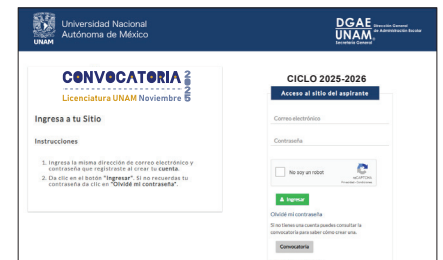 UNAM
Universidad Nacional
Autónoma de México
DGAE
UNAM
Dirección General
de Administración Escolar
Secretaría General
CONVOCATORIA 2025
Licenciatura UNAM Noviembre
Ingresa a tu Sitio
Instrucciones
1. Ingresa la misma dirección de correo electrónico y
contraseña que registraste al crear tu cuenta.
2. Da clic en el botón "Ingresar". Si no recuerdas tu
contraseña da clic en "Olvidé mi contraseña".
CICLO 2025-2026
Acceso al sitio del aspirante
Correo electrónico
Contraseña
No soy un robot
reCAPTCHA
Privacidad - Condiciones
Ingresar
Olvidé mi contraseña
Si no tienes una cuenta puedes consultar la
convocatoria para saber cómo crear una.
Convocatoria